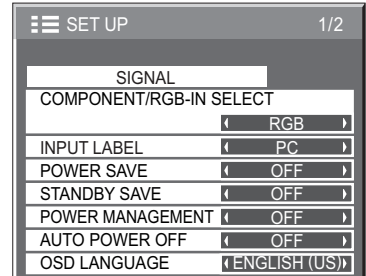 SET UP 1/2
SIGNAL
COMPONENT/RGB-IN SELECT
RGB
INPUT LABEL PC
POWER SAVE OFF
STANDBY SAVE OFF
POWER MANAGEMENT OFF
AUTO POWER OFF OFF
OSD LANGUAGE ENGLISH (US)